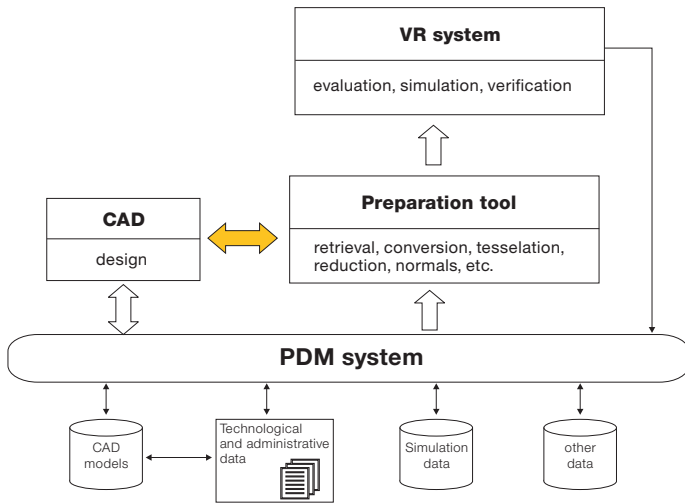 VR system
evaluation, simulation, verification
CAD
design
Preparation tool
retrieval, conversion, tesselation,
reduction, normals, etc.
PDM system
CAD
models
Technological
and administrative
data
Simulation
data
other
data